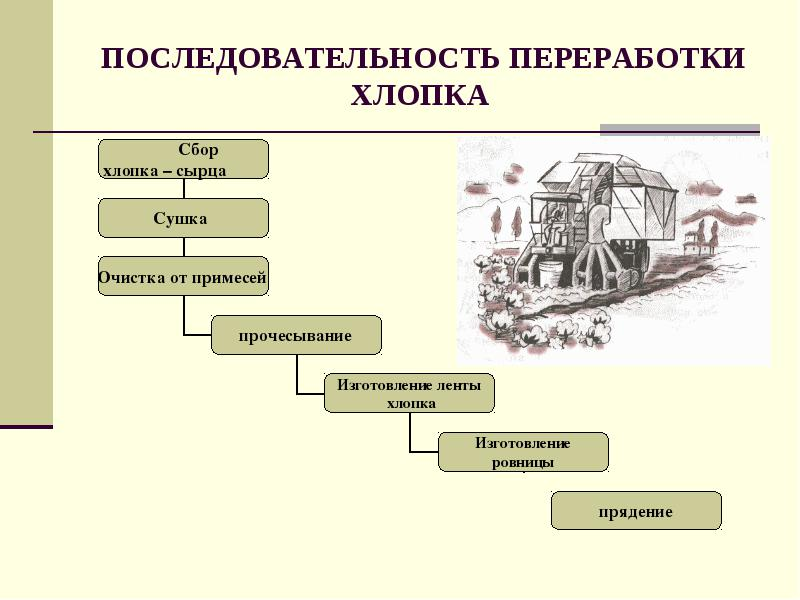 ПОСЛЕДОВАТЕЛЬНОСТЬ ПЕРЕРАБОТКИ
ХЛОПКА
Сбор
хлопка – сырца
Сушка
Очистка от примесей
прочесывание
Изготовление ленты
хлопка
Изготовление
ровницы
прядение